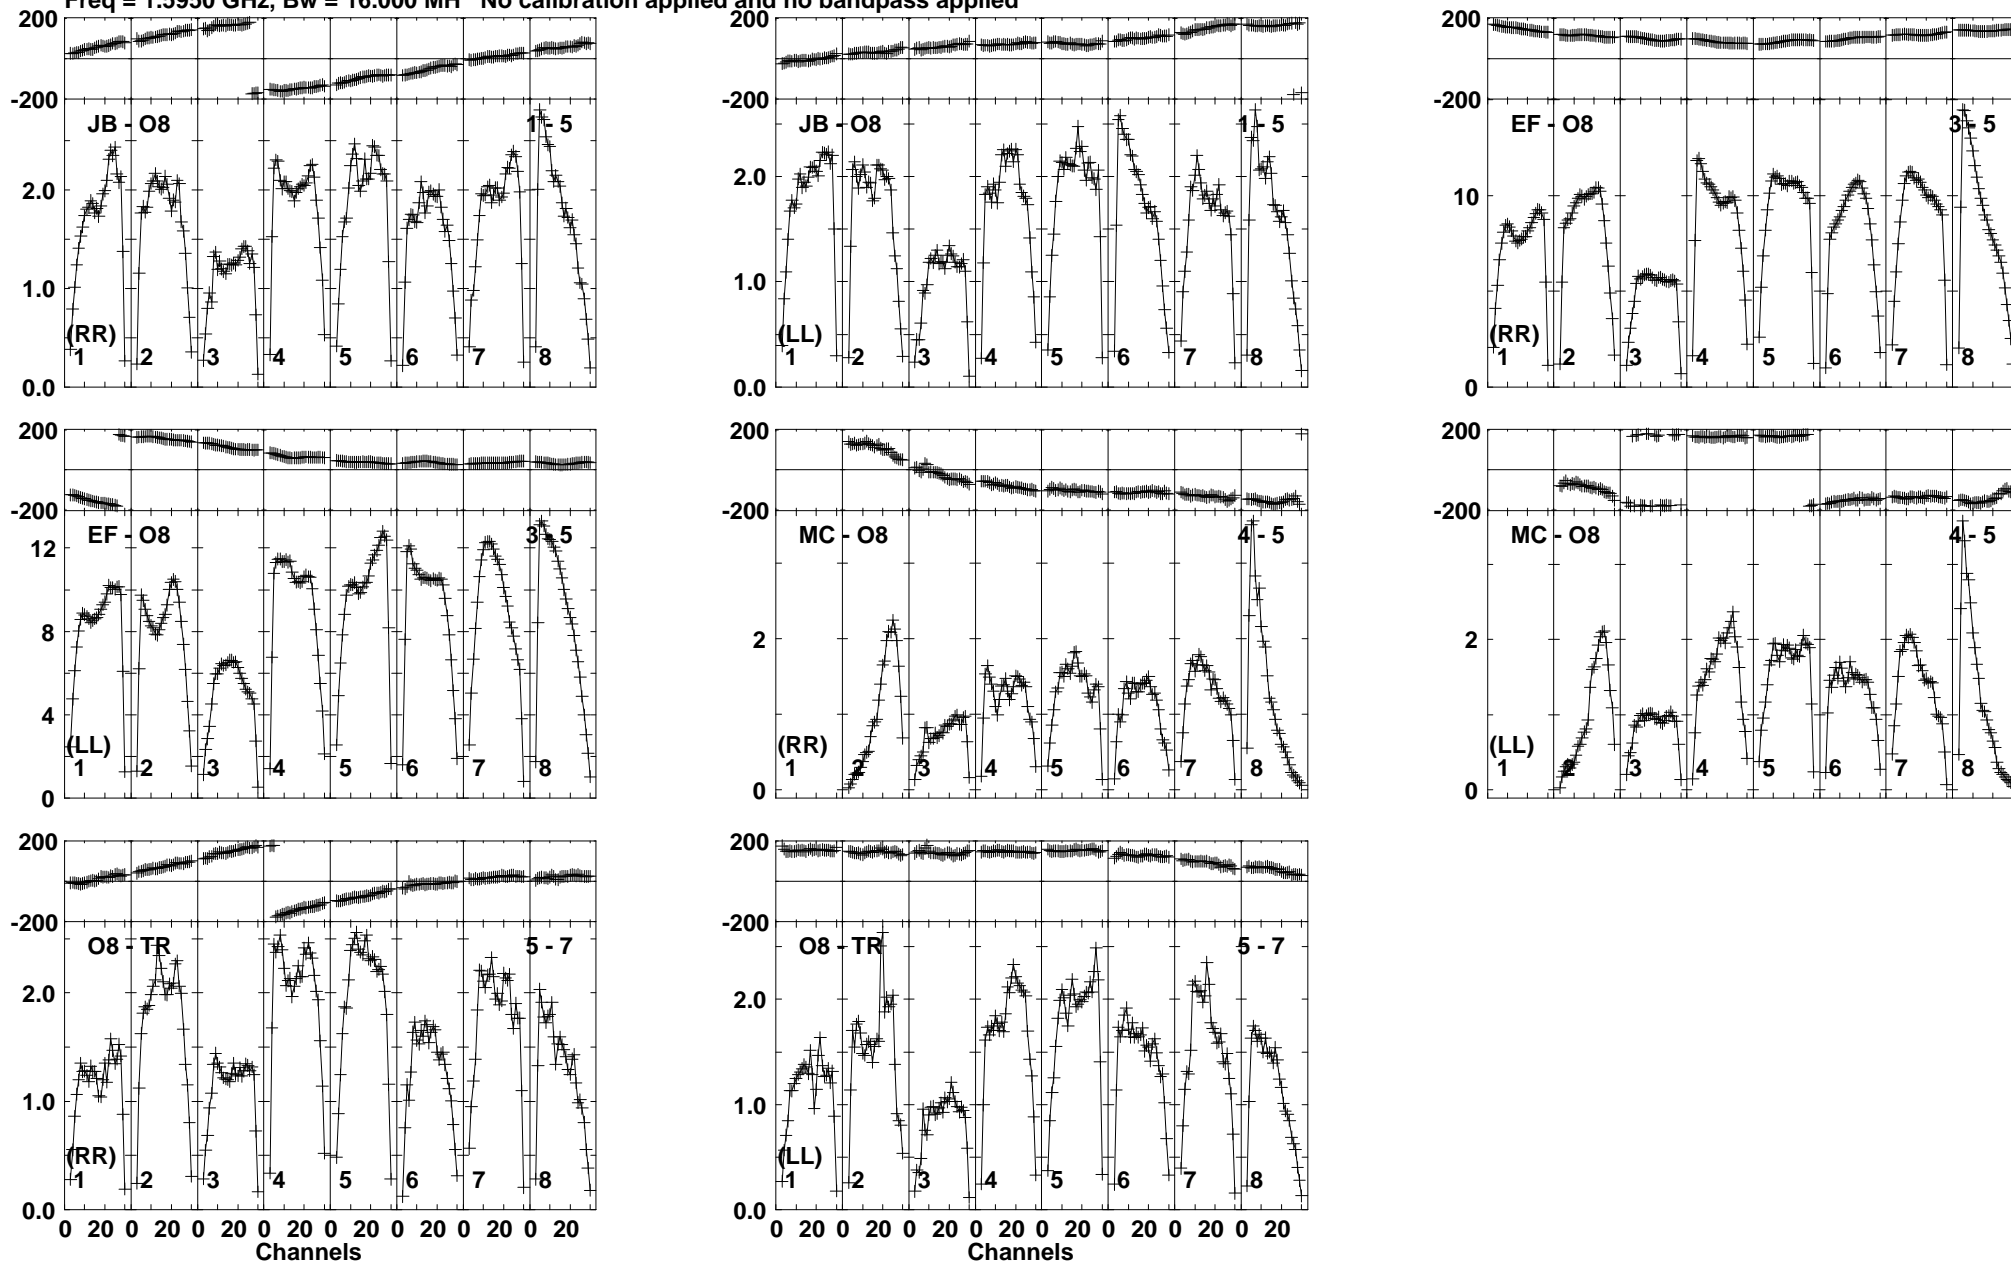 Freq = 1.5950 GHz, Bw = 16.000 MH No calibration applied and no bandpass applied
200
-200
JB - O8
1 - 5
2.0
1.0
0.0
(RR)
1 2 3 4 5 6 7 8
JB - O8
1 - 5
200
-200
2.0
1.0
0.0
(LL)
1 2 3 4 5 6 7 8
200
-200
EF - O8
3 - 5
10
0
(RR)
1 2 3 4 5 6 7 8
200
-200
EF - O8
3 - 5
12
8
4
0
(LL)
1 2 3 4 5 6 7 8
200
-200
MC - O8
4 - 5
2
0
(RR)
1 2 3 4 5 6 7 8
200
-200
MC - O8
4 - 5
2
0
(LL)
1 2 3 4 5 6 7 8
200
-200
O8 - TR
5 - 7
2.0
1.0
0.0
(RR)
1 2 3 4 5 6 7 8
0 20 0 20 0 20 0 20 0 20 0 20 0 20 0 20
Channels
200
-200
O8 - TR
5 - 7
2.0
1.0
0.0
(LL)
1 2 3 4 5 6 7 8
0 20 0 20 0 20 0 20 0 20 0 20 0 20 0 20
Channels